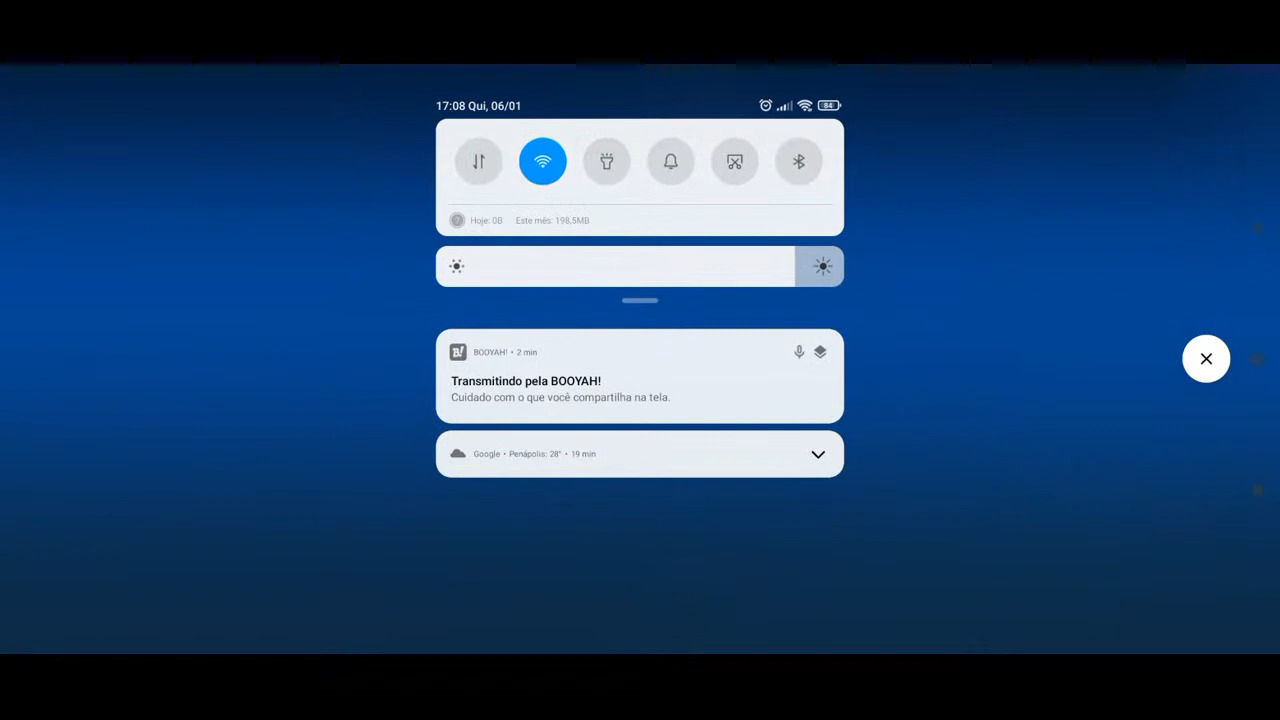 17:08 Qui, 06/01
84
Hoje: 0B Este mês: 198,5MB
B! BOOYAH! • 2 min
Transmitindo pela BOOYAH!
Cuidado com o que você compartilha na tela.
Google • Penápolis: 28° • 19 min